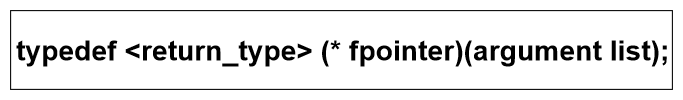 typedef <return_type> (* fpointer)(argument list);